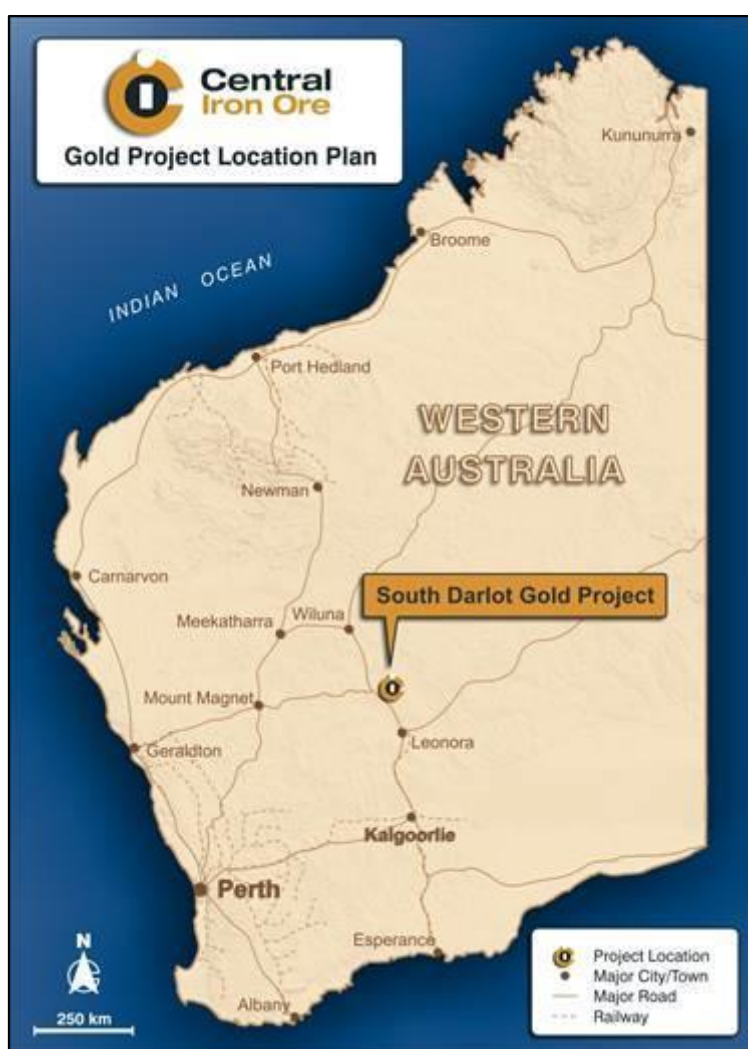 Central
Iron Ore
Gold Project Location Plan
Kununurra
Broome
INDIAN OCEAN
Port Hedland
WESTERN
AUSTRALIA
Newman
Carnarvon
South Darlot Gold Project
Meekatharra
Wiluna
Mount Magnet
Geraldton
Leonora
Kalgoorlie
Perth
Esperance
Albany
N
250 km
Project Location
Major City/Town
Major Road
Railway